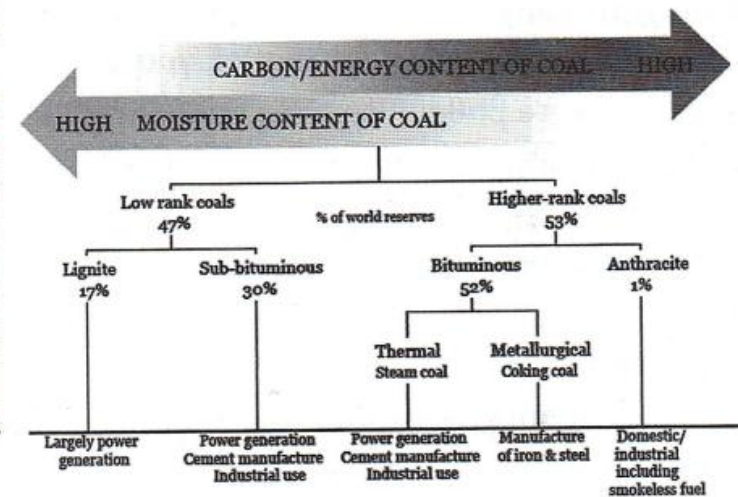 CARBON/ENERGY CONTENT OF COAL HIGH
HIGH MOISTURE CONTENT OF COAL
Low rank coals
47%
% of world reserves
Higher-rank coals
53%
Lignite
17%
Sub-bituminous
30%
Bituminous
52%
Anthracite
1%
Thermal
Steam coal
Metallurgical
Coking coal
Largely power
generation
Power generation
Cement manufacture
Industrial use
Power generation
Cement manufacture
Industrial use
Manufacture
of iron & steel
Domestic/
industrial
including
smokeless fuel